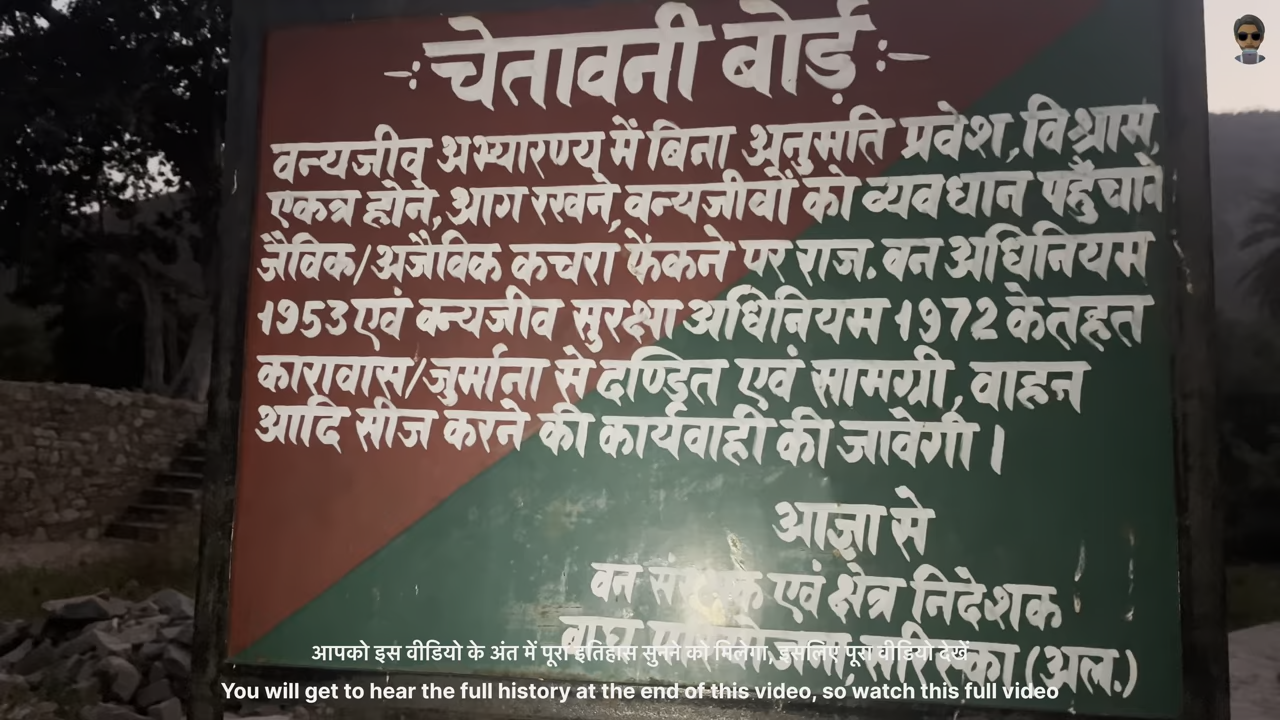 -: चेतावनी बोर्ड़ :-
वन्यजीव अभ्यारण्य में बिना अनुमति प्रवेश, विश्राम,
एकत्र होने, आग रखने, वन्यजीवों को व्यवधान पहुँचाने
जैविक/अजैविक कचरा फेंकने पर राज. वन अधिनियम
1953 एवं वन्यजीव सुरक्षा अधिनियम 1972 के तहत
कारावास/जुर्माना से दण्ड़ित एवं सामग्री, वाहन
आदि सीज करने की कार्यवाही की जावेगी ।
आज्ञा से
वन एवं क्षेत्र निदेशक
बाघ (अल.)
आपको इस वीडियो के अंत में पूरा इतिहास सुनने को मिलेगा, इसलिए पूरा वीडियो देखें
You will get to hear the full history at the end of this video, so watch this full video